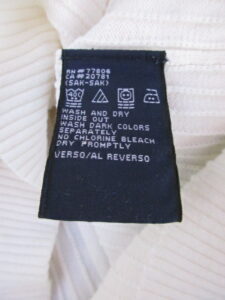 RN #77806
CA #20781
(SAK-SAK)
WASH AND DRY
INSIDE OUT
WASH DARK COLORS
SEPARATELY
NO CHLORINE BLEACH
DRY PROMPTLY
VERSO/AL REVERSO